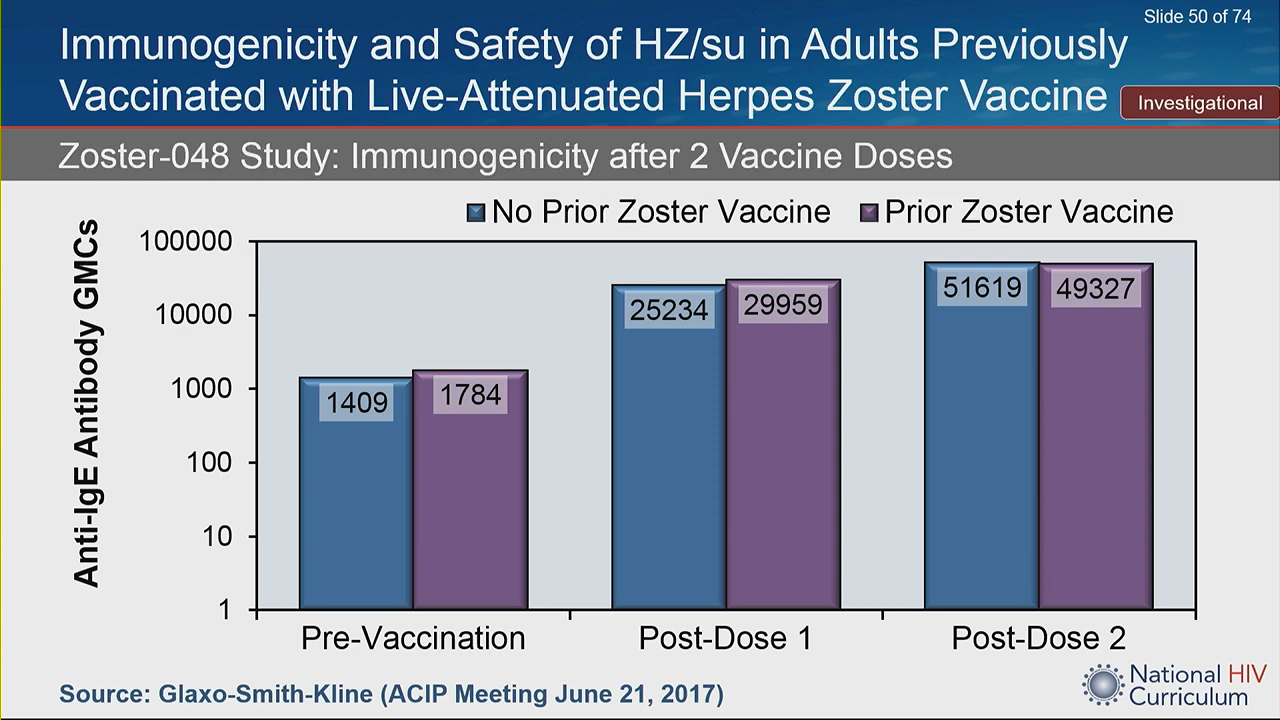 Slide 50 of 74
Immunogenicity and Safety of HZ/su in Adults Previously
Vaccinated with Live-Attenuated Herpes Zoster Vaccine
Investigational
Zoster-048 Study: Immunogenicity after 2 Vaccine Doses
No Prior Zoster Vaccine
Prior Zoster Vaccine
Anti-IgE Antibody GMCs
100000
10000
1000
100
10
1
1409
1784
25234
29959
51619
49327
Pre-Vaccination
Post-Dose 1
Post-Dose 2
Source: Glaxo-Smith-Kline (ACIP Meeting June 21, 2017)
National HIV
Curriculum